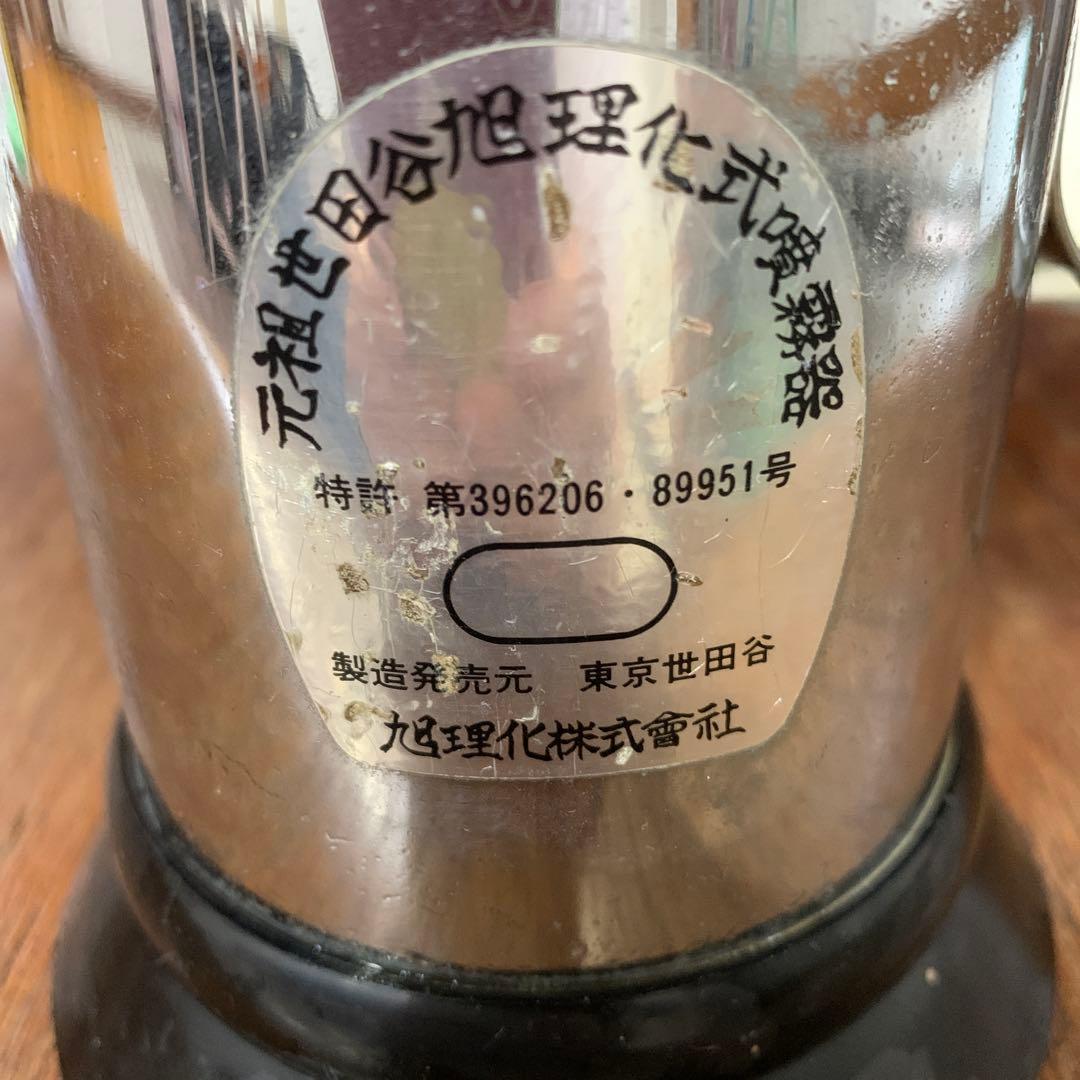 元祖世田谷旭理化式噴霧器
特許 第396206・89951号
製造発売元 東京世田谷
旭理化株式會社